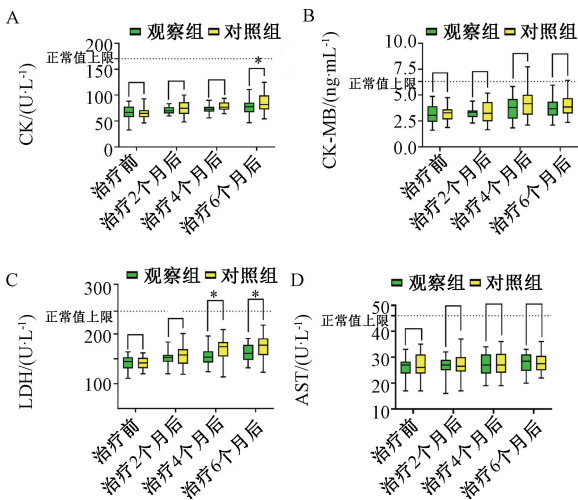 A
观察组 对照组
CK/(U·L⁻¹)
200
正常值上限
150
100
50
0
*
治疗前
治疗2个月后
治疗4个月后
治疗6个月后
B
观察组 对照组
CK-MB/(ng·mL⁻¹)
10.0
7.5
正常值上限
5.0
2.5
0
治疗前
治疗2个月后
治疗4个月后
治疗6个月后
C
观察组 对照组
LDH/(U·L⁻¹)
300
正常值上限
200
100
* *
治疗前
治疗2个月后
治疗4个月后
治疗6个月后
D
观察组 对照组
AST/(U·L⁻¹)
50
正常值上限
40
30
20
10
治疗前
治疗2个月后
治疗4个月后
治疗6个月后